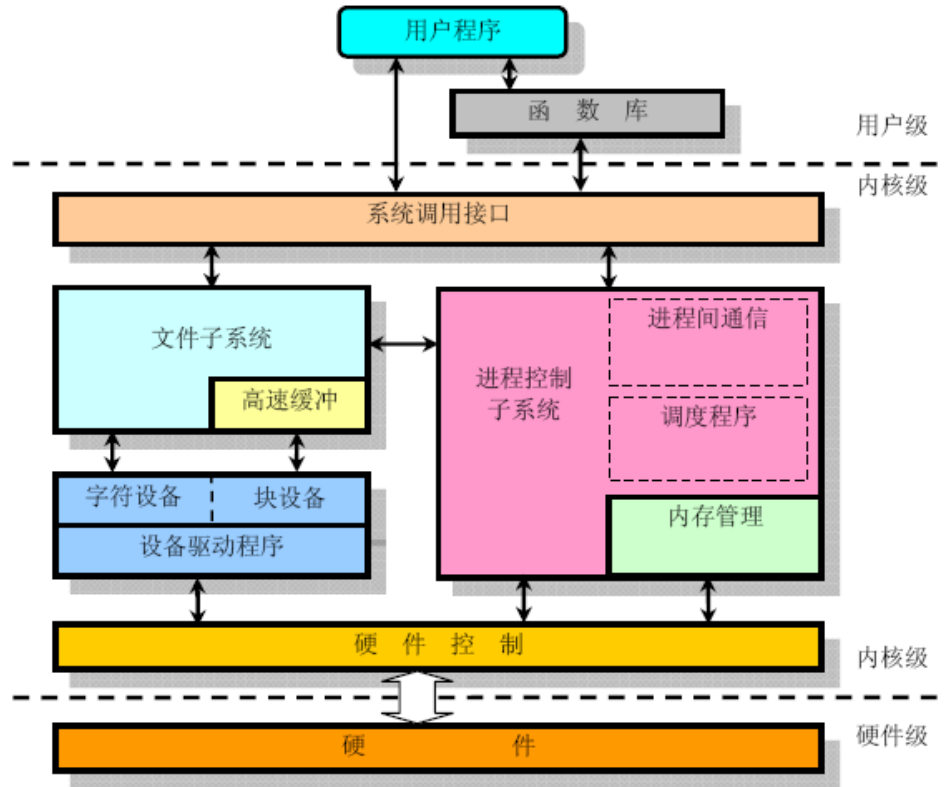 用户程序
函 数 库
用户级
内核级
系统调用接口
文件子系统
高速缓冲
进程控制
子系统
进程间通信
调度程序
内存管理
字符设备
块设备
设备驱动程序
硬 件 控 制
内核级
硬 件
硬件级